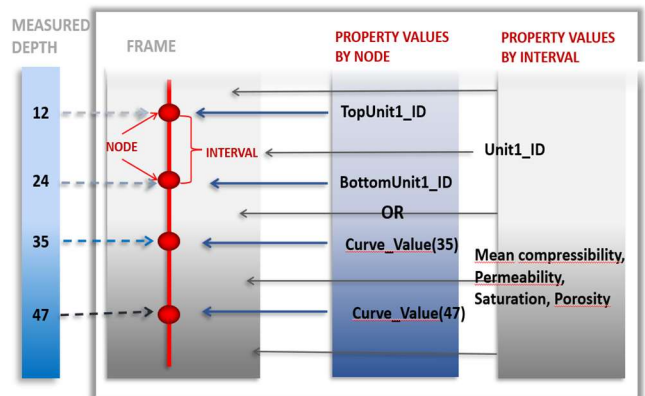 MEASURED
DEPTH
FRAME
PROPERTY VALUES
BY NODE
PROPERTY VALUES
BY INTERVAL
12
TopUnit1_ID
NODE
INTERVAL
Unit1_ID
24
BottomUnit1_ID
OR
35
Curve_Value(35)
Mean compressibility,
Permeability,
Saturation, Porosity
47
Curve_Value(47)